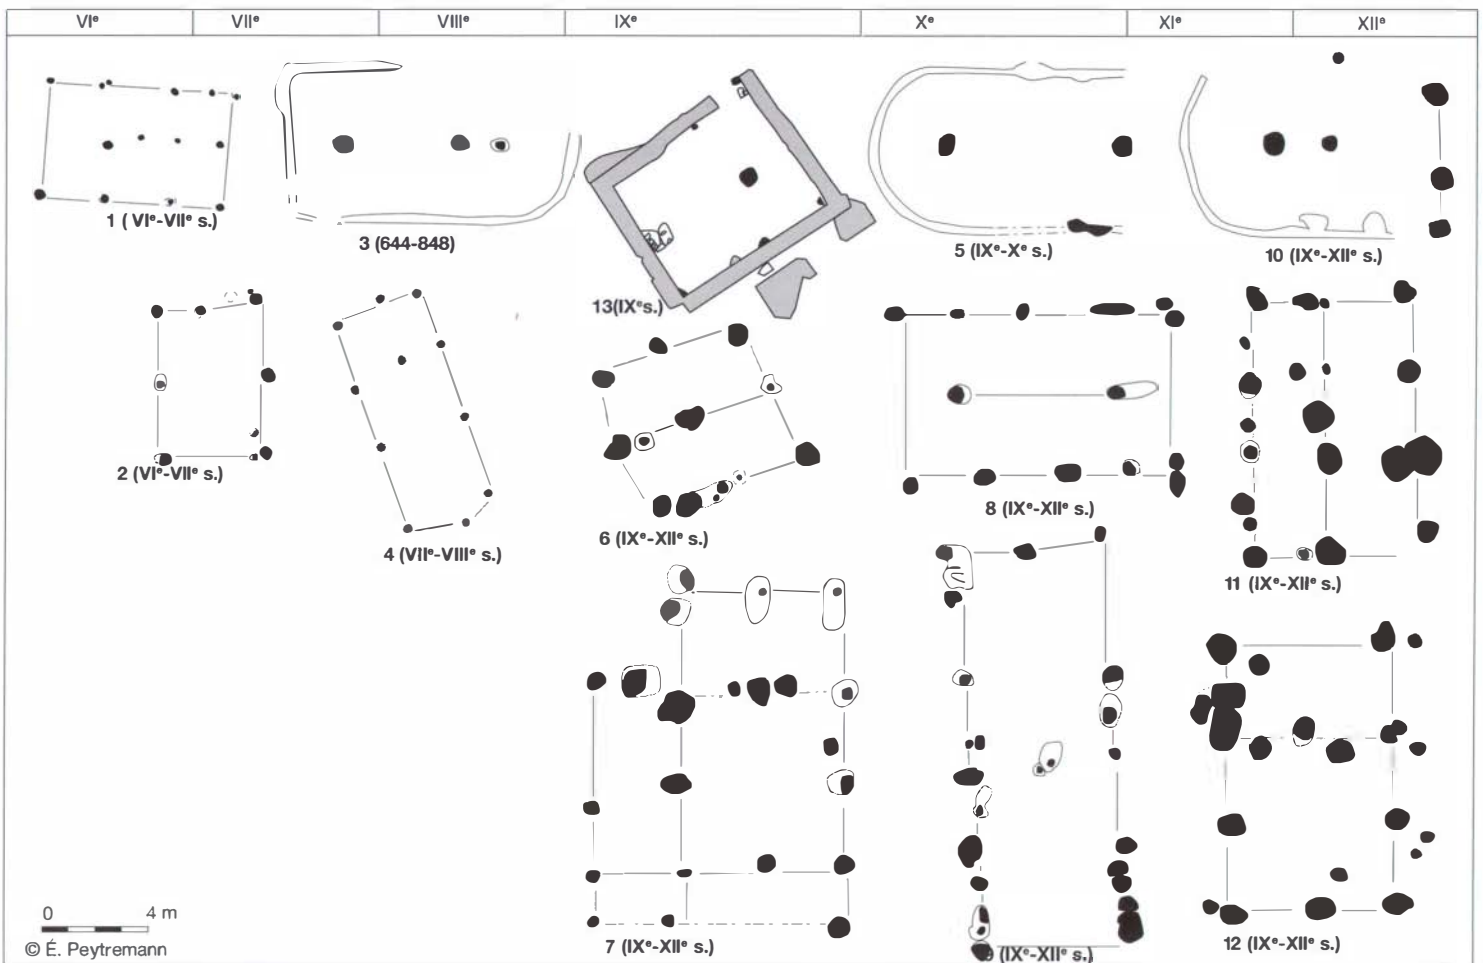 VIᵉ VIIᵉ VIIIᵉ IXᵉ Xᵉ XIᵉ XIIᵉ
1 ( VIᵉ-VIIᵉ s.)
3 (644-848)
13(IXᵉs.)
5 (IXᵉ-Xᵉ s.)
10 (IXᵉ-XIIᵉ s.)
2 (VIᵉ-VIIᵉ s.)
4 (VIIᵉ-VIIIᵉ s.)
6 (IXᵉ-XIIᵉ s.)
8 (IXᵉ-XIIᵉ s.)
11 (IXᵉ-XIIᵉ s.)
7 (IXᵉ-XIIᵉ s.)
9 (IXᵉ-XIIᵉ s.)
12 (IXᵉ-XIIᵉ s.)
0 4 m
© É. Peytremann